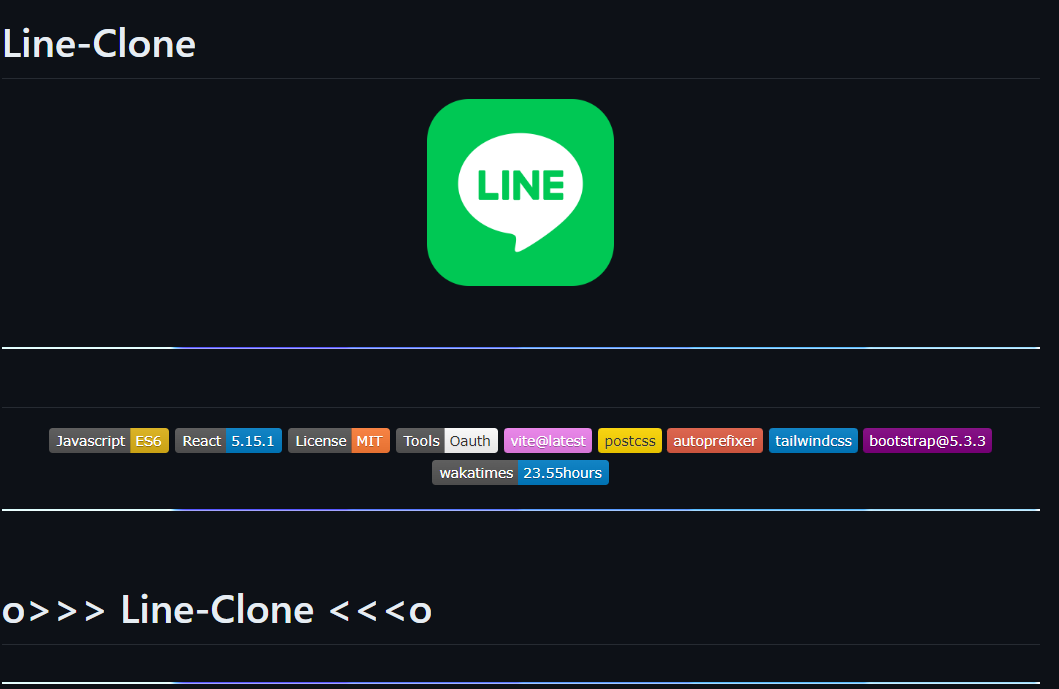 Line-Clone
LINE
Javascript ES6 React 5.15.1 License MIT Tools Oauth vite@latest postcss autoprefixer tailwindcss bootstrap@5.3.3
wakatimes 23.55hours
o>>> Line-Clone <<<o